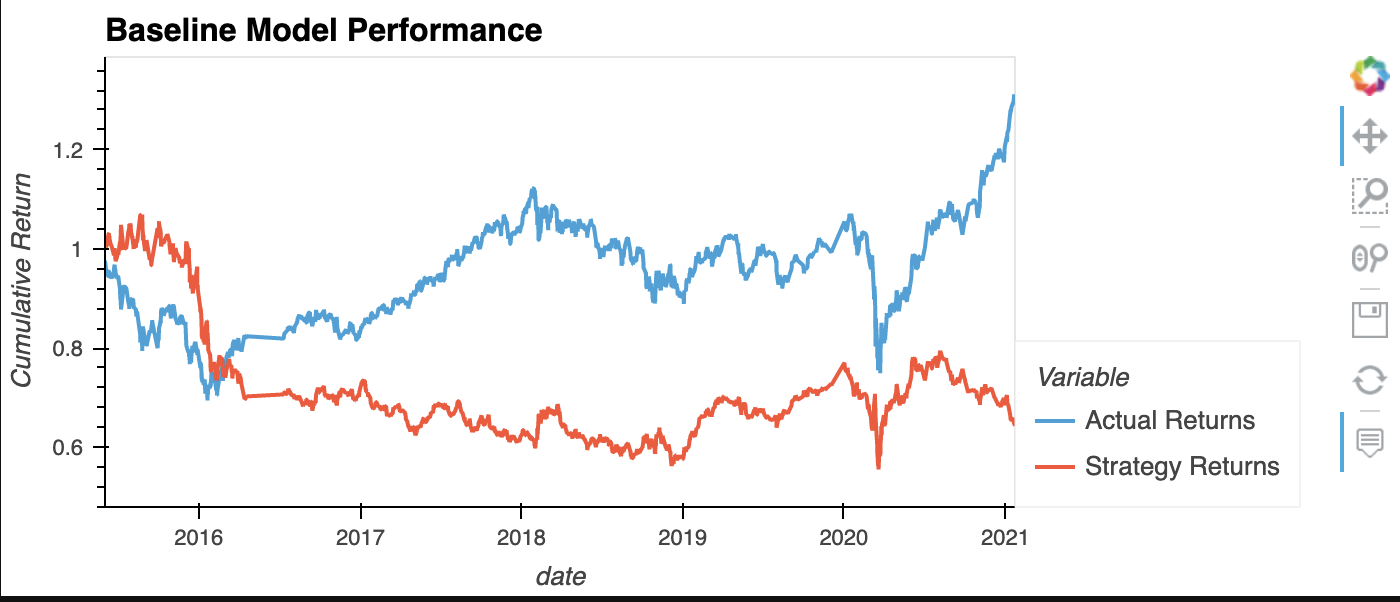 Baseline Model Performance
Cumulative Return
1.2
1
0.8
0.6
2016 2017 2018 2019 2020 2021
date
Variable
Actual Returns
Strategy Returns